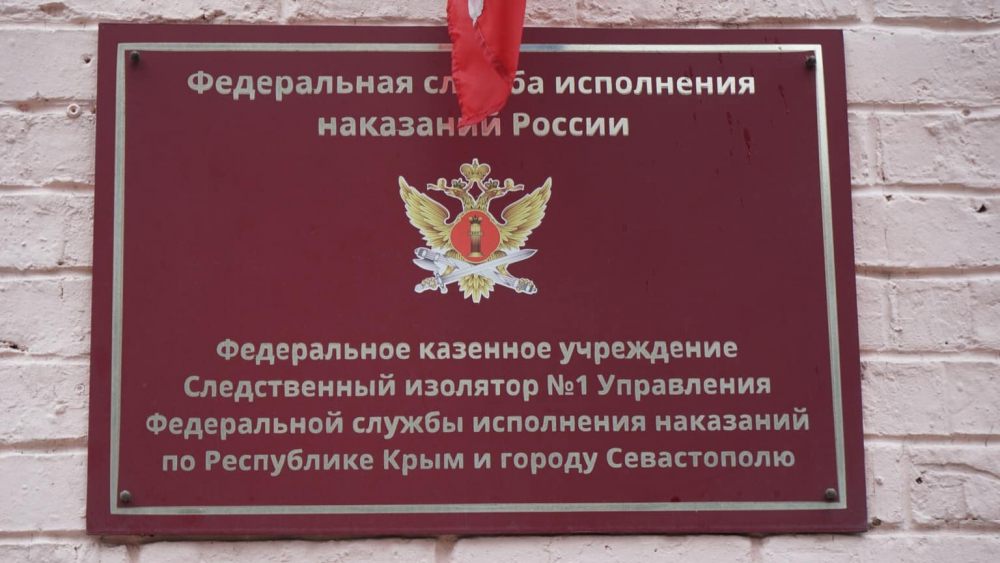 Федеральная служба исполнения
наказаний России
Федеральное казенное учреждение
Следственный изолятор №1 Управления
Федеральной службы исполнения наказаний
по Республике Крым и городу Севастополю